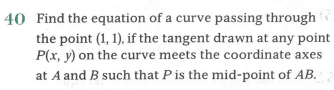 40 Find the equation of a curve passing through
the point (1, 1), if the tangent drawn at any point
P(x, y) on the curve meets the coordinate axes
at A and B such that P is the mid-point of AB.